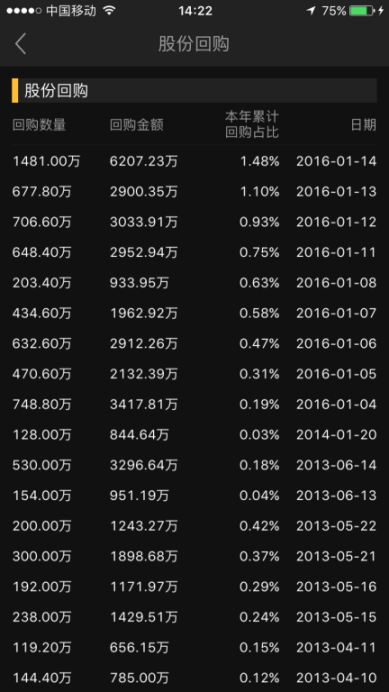 中国移动 14:22 75%
股份回购
股份回购
回购数量 回购金额 本年累计回购占比 日期
1481.00万 6207.23万 1.48% 2016-01-14
677.80万 2900.35万 1.10% 2016-01-13
706.60万 3033.91万 0.93% 2016-01-12
648.40万 2952.94万 0.75% 2016-01-11
203.40万 933.95万 0.63% 2016-01-08
434.60万 1962.92万 0.58% 2016-01-07
632.60万 2912.26万 0.47% 2016-01-06
470.60万 2132.39万 0.31% 2016-01-05
748.80万 3417.81万 0.19% 2016-01-04
128.00万 844.64万 0.03% 2014-01-20
530.00万 3296.64万 0.18% 2013-06-14
154.00万 951.19万 0.04% 2013-06-13
200.00万 1243.27万 0.42% 2013-05-22
300.00万 1898.68万 0.37% 2013-05-21
192.00万 1171.97万 0.29% 2013-05-16
238.00万 1429.51万 0.24% 2013-05-15
119.20万 656.15万 0.15% 2013-04-11
144.40万 785.00万 0.12% 2013-04-10